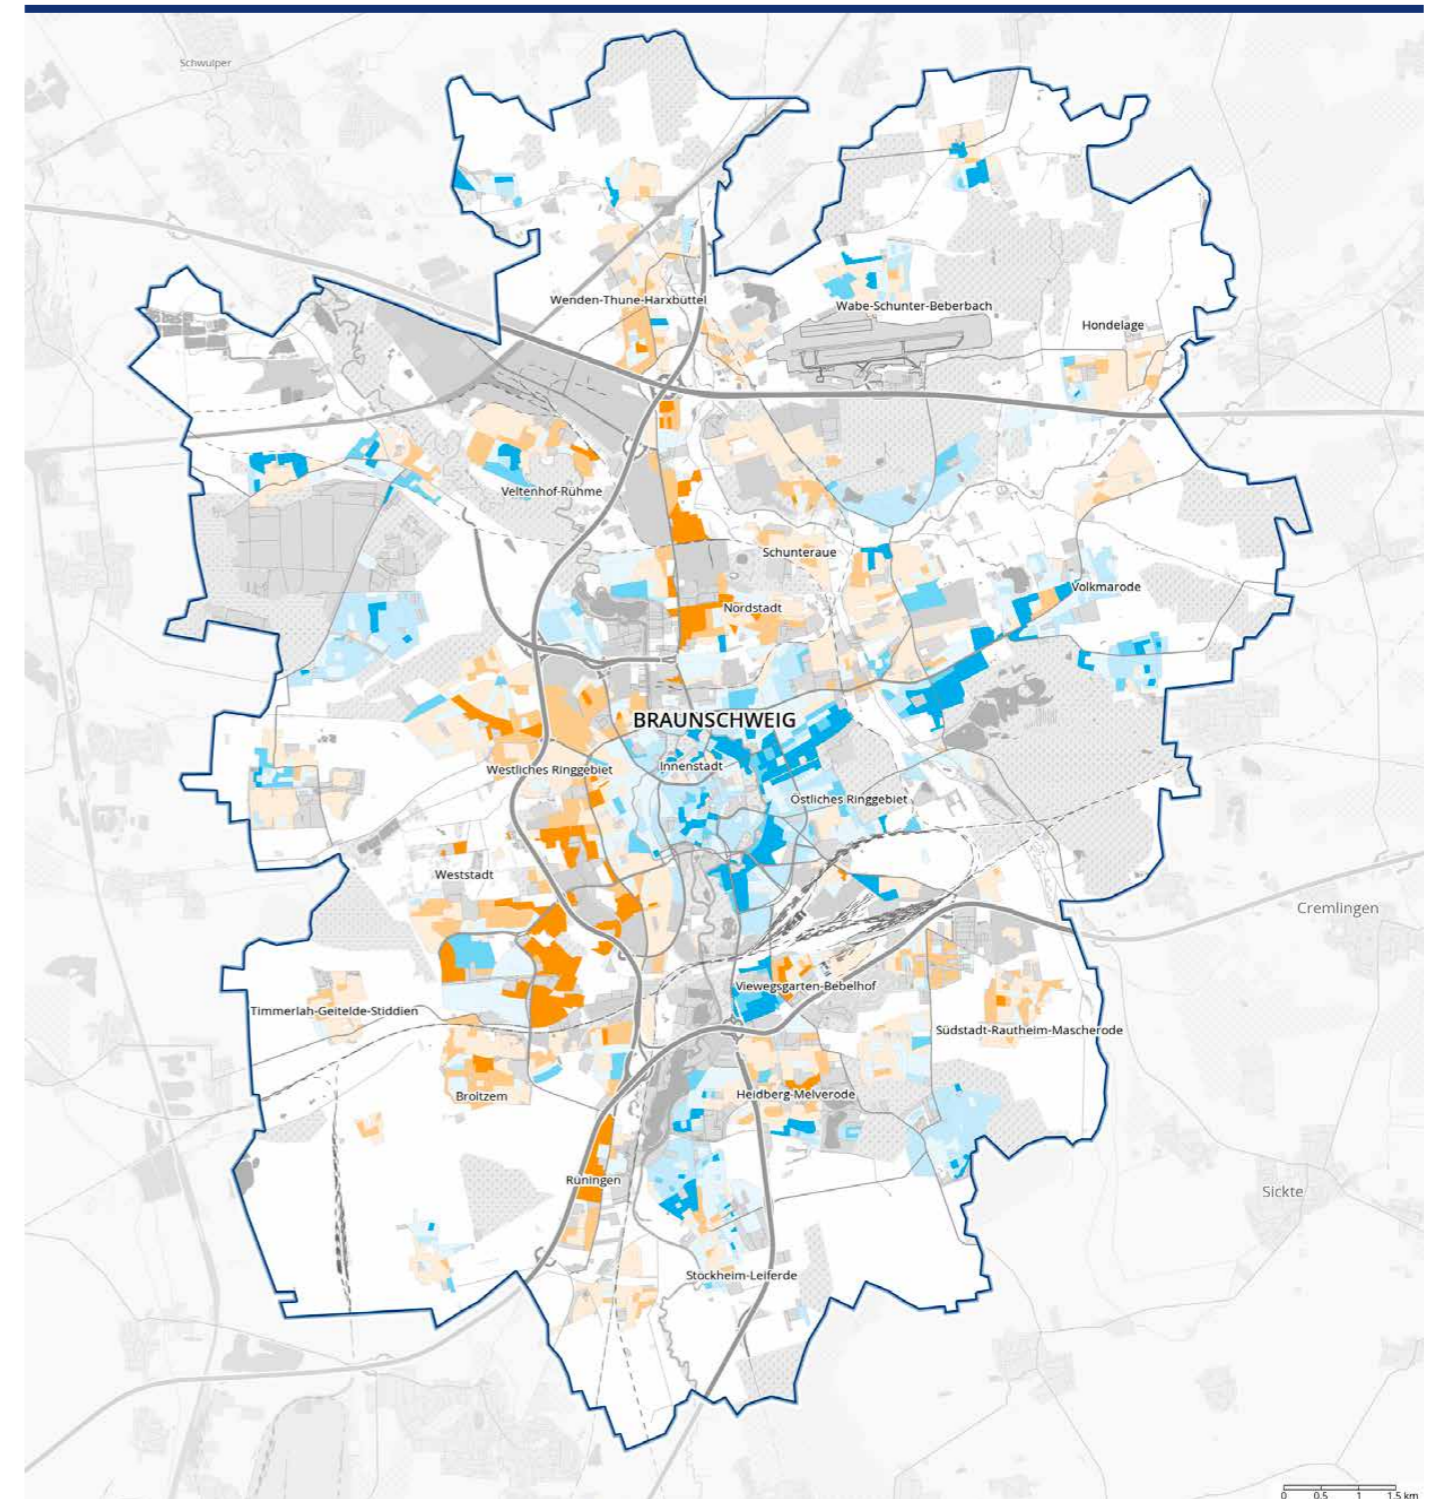 Schwülper
Wenden-Thune-Harxbüttel
Wabe-Schunter-Beberbach
Hondelage
Veltenhof-Rühme
Schunteraue
Volkmarode
Nordstadt
BRAUNSCHWEIG
Innenstadt
Westliches Ringgebiet
Östliches Ringgebiet
Weststadt
Cremlingen
Viewegsgarten-Bebelhof
Timmerlah-Geitelde-Stiddien
Südstadt-Rautheim-Mascherode
Broitzem
Heidberg-Melverode
Rüningen
Sickte
Stöckheim-Leiferde
0 0.5 1 1.5 km